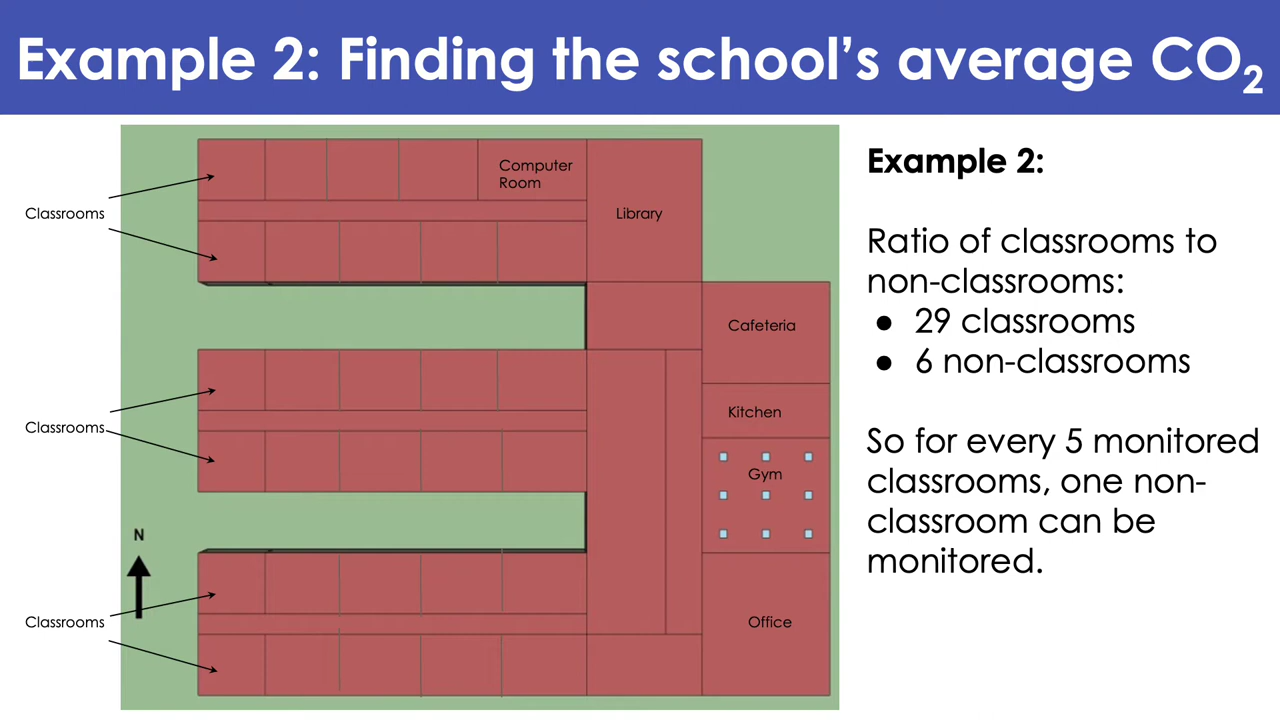 Example 2: Finding the school's average CO₂
Computer
Room
Classrooms
Library
Cafeteria
Classrooms
Kitchen
Gym
N
Classrooms
Office
Example 2:
Ratio of classrooms to
non-classrooms:
● 29 classrooms
● 6 non-classrooms
So for every 5 monitored
classrooms, one non-
classroom can be
monitored.